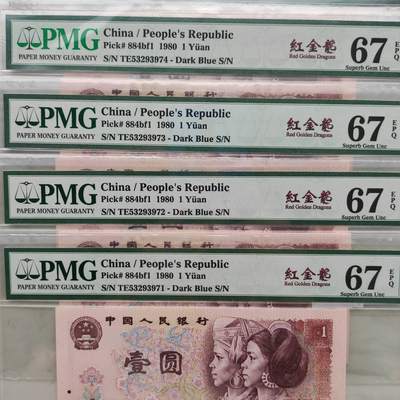 PMG
PAPER MONEY GUARANTY
China / People's Republic
Pick# 884bf1 1980 1 Yüan
S/N TE53293974 - Dark Blue S/N
紅金龍
Red Golden Dragons
67 EPQ
Superb Gem Unc
PMG
PAPER MONEY GUARANTY
China / People's Republic
Pick# 884bf1 1980 1 Yüan
S/N TE53293973 - Dark Blue S/N
紅金龍
Red Golden Dragons
67 EPQ
Superb Gem Unc
PMG
PAPER MONEY GUARANTY
China / People's Republic
Pick# 884bf1 1980 1 Yüan
S/N TE53293972 - Dark Blue S/N
紅金龍
Red Golden Dragons
67 EPQ
Superb Gem Unc
PMG
PAPER MONEY GUARANTY
China / People's Republic
Pick# 884bf1 1980 1 Yüan
S/N TE53293971 - Dark Blue S/N
紅金龍
Red Golden Dragons
67 EPQ
Superb Gem Unc
中国人民银行
壹圆
1